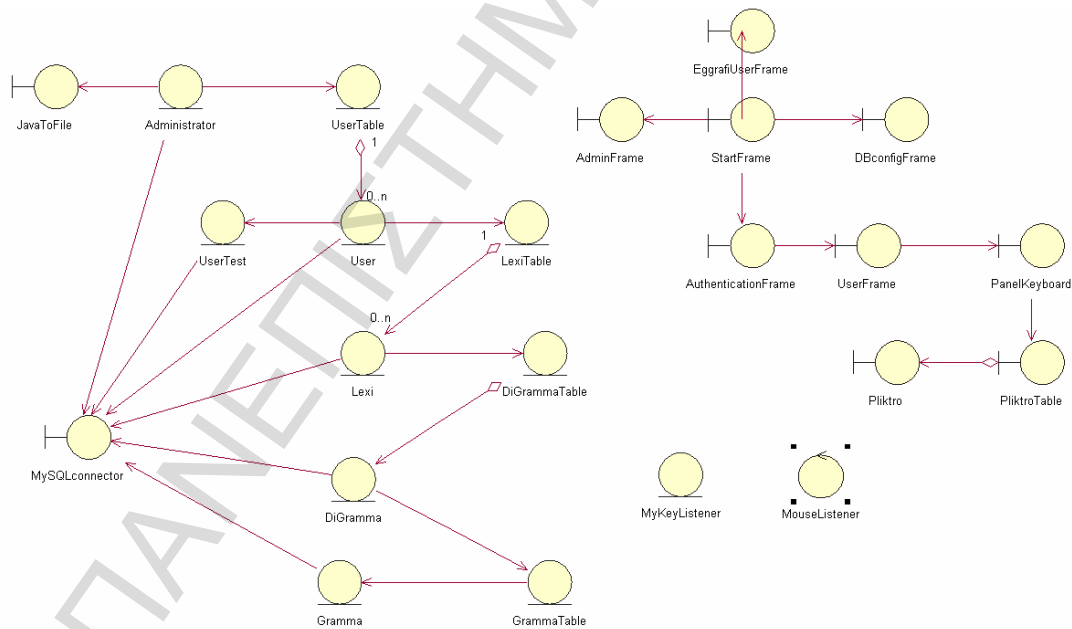 EggrafiUserFrame
JavaToFile
Administrator
UserTable
AdminFrame
StartFrame
DBconfigFrame
1
0..n
UserTest
User
1
LexiTable
AuthenticationFrame
UserFrame
PanelKeyboard
0..n
Lexi
DiGrammaTable
Pliktro
PliktroTable
MySQLconnector
DiGramma
MyKeyListener
MouseListener
Gramma
GrammaTable
ΠΑΝΕΠΙΣΤΗΜ